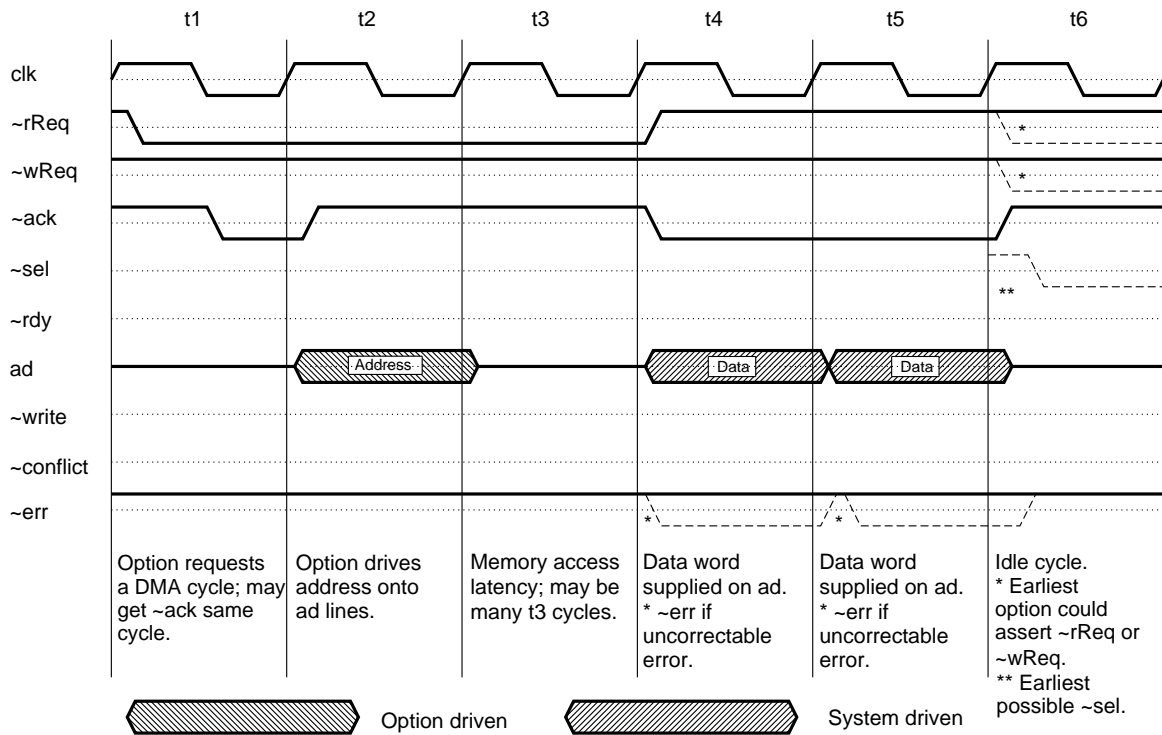 t1 t2 t3 t4 t5 t6
clk
~rReq
*
~wReq
*
~ack
~sel
**
~rdy
ad
Address
Data
Data
~write
~conflict
~err
*
*
Option requests
a DMA cycle; may
get ~ack same
cycle.
Option drives
address onto
ad lines.
Memory access
latency; may be
many t3 cycles.
Data word
supplied on ad.
* ~err if
uncorrectable
error.
Data word
supplied on ad.
* ~err if
uncorrectable
error.
Idle cycle.
* Earliest
option could
assert ~rReq or
~wReq.
** Earliest
possible ~sel.
Option driven
System driven